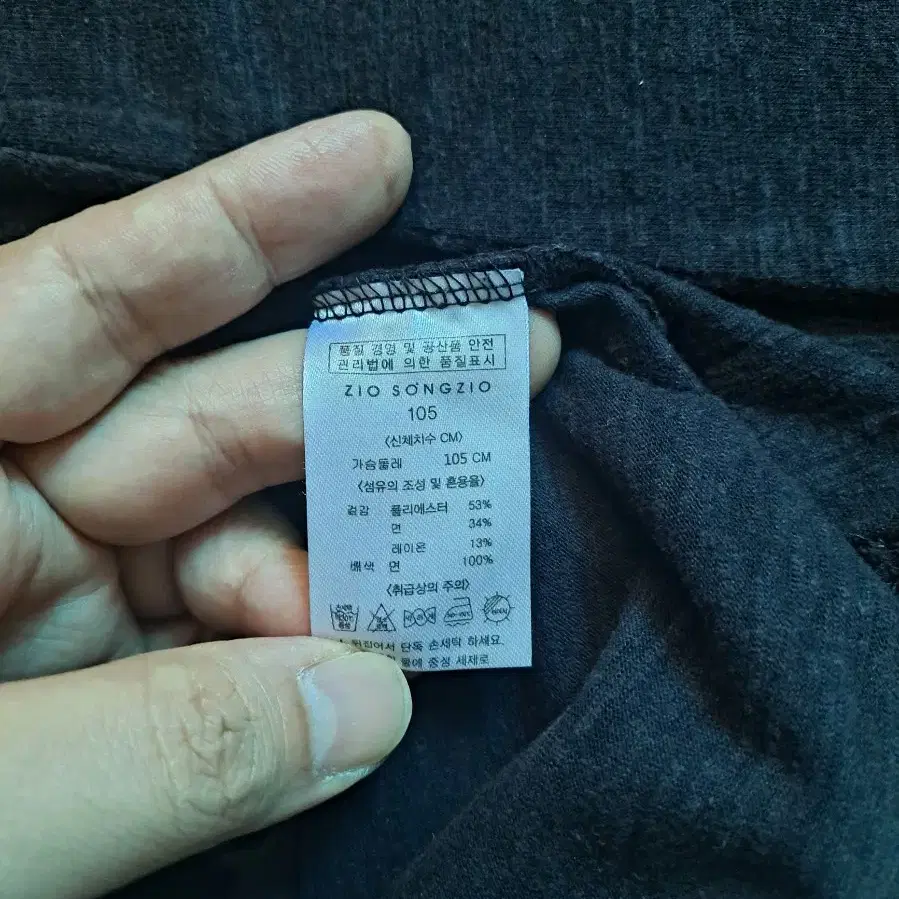 품질 경영 및 공산품 안전
관리법에 의한 품질표시
ZIO SONGZIO
105
<신체치수 CM>
가슴둘레 105 CM
<섬유의 조성 및 혼용율>
겉감 폴리에스터 53%
면 34%
레이온 13%
배색 면 100%
<취급상의 주의>
뒤집어서 단독 손세탁 하세요.
물에 중성 세제로